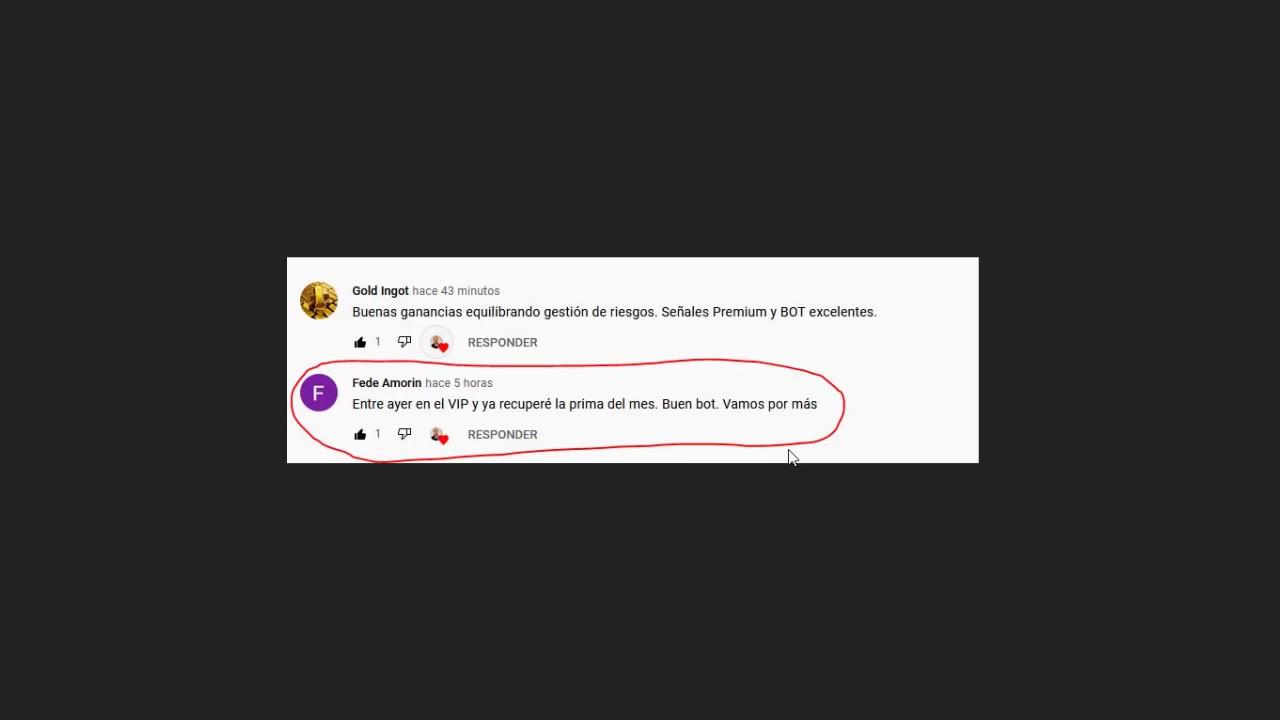 Gold Ingot hace 43 minutos
Buenas ganancias equilibrando gestión de riesgos. Señales Premium y BOT excelentes.
1 RESPONDER
F
Fede Amorin hace 5 horas
Entre ayer en el VIP y ya recuperé la prima del mes. Buen bot. Vamos por más
1 RESPONDER